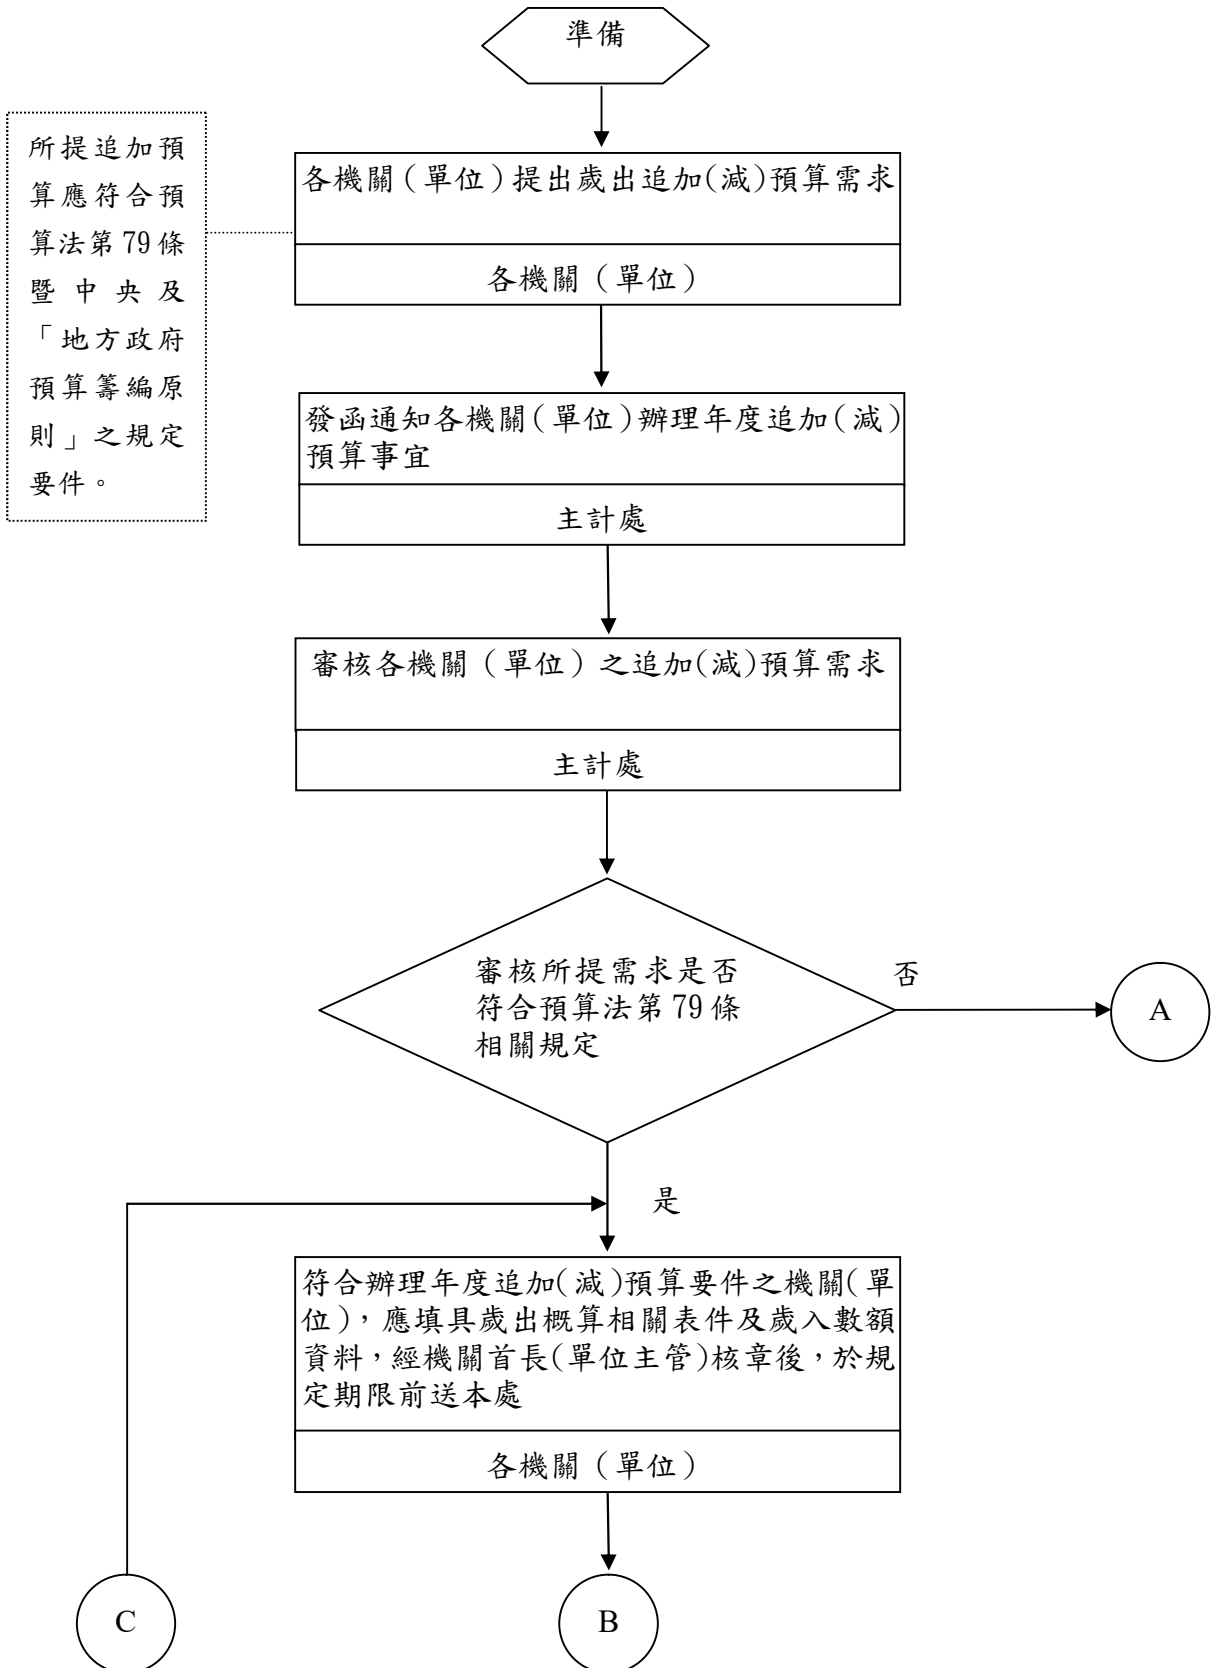 準備
所提追加預
算應符合預
算法第 79 條
暨中央及
「地方政府
預算籌編原
則」之規定
要件。
各機關（單位）提出歲出追加(減)預算需求
各機關（單位）
發函通知各機關(單位)辦理年度追加(減)
預算事宜
主計處
審核各機關（單位）之追加(減)預算需求
主計處
審核所提需求是否
符合預算法第 79 條
相關規定
否
A
是
符合辦理年度追加(減)預算要件之機關(單
位)，應填具歲出概算相關表件及歲入數額
資料，經機關首長(單位主管)核章後，於規
定期限前送本處
各機關（單位）
C
B